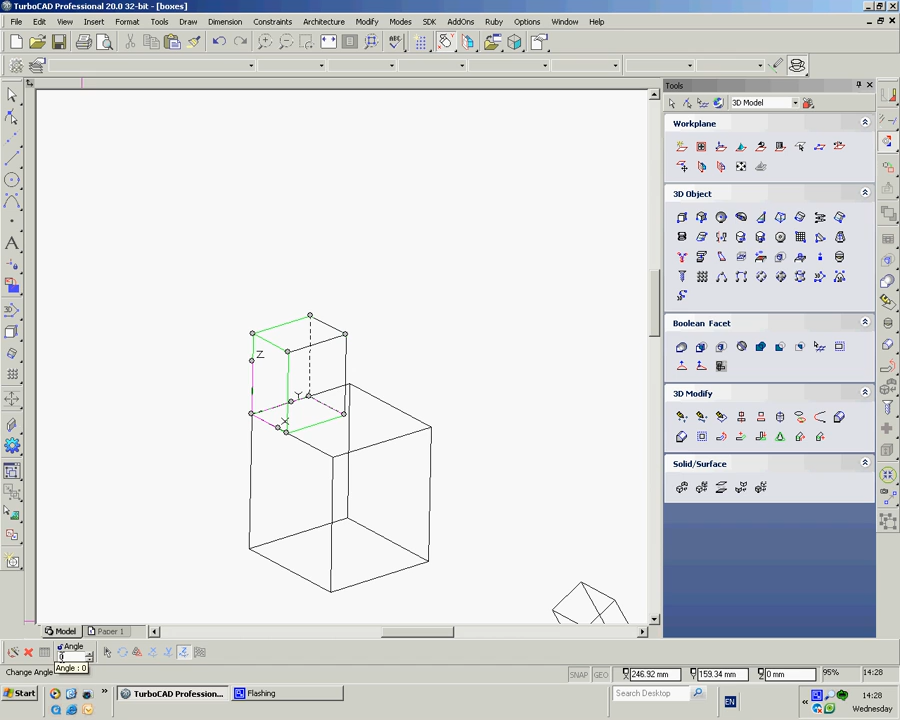 TurboCAD Professional 20.0 32-bit - [boxes]
File Edit View Insert Format Tools Draw Dimension Constraints Architecture Modify Modes SDK AddOns Ruby Options Window Help
ABC
Tools
3D Model
Workplane
3D Object
Boolean Facet
3D Modify
Solid/Surface
A
Z
Y
X
Model Paper 1
Angle
0
Angle : 0
Change Angle
SNAP GEO X 246.92 mm Y 159.34 mm Z 0 mm 95% 14:28
Start TurboCAD Profession... Flashing Search Desktop EN 14:28
Wednesday